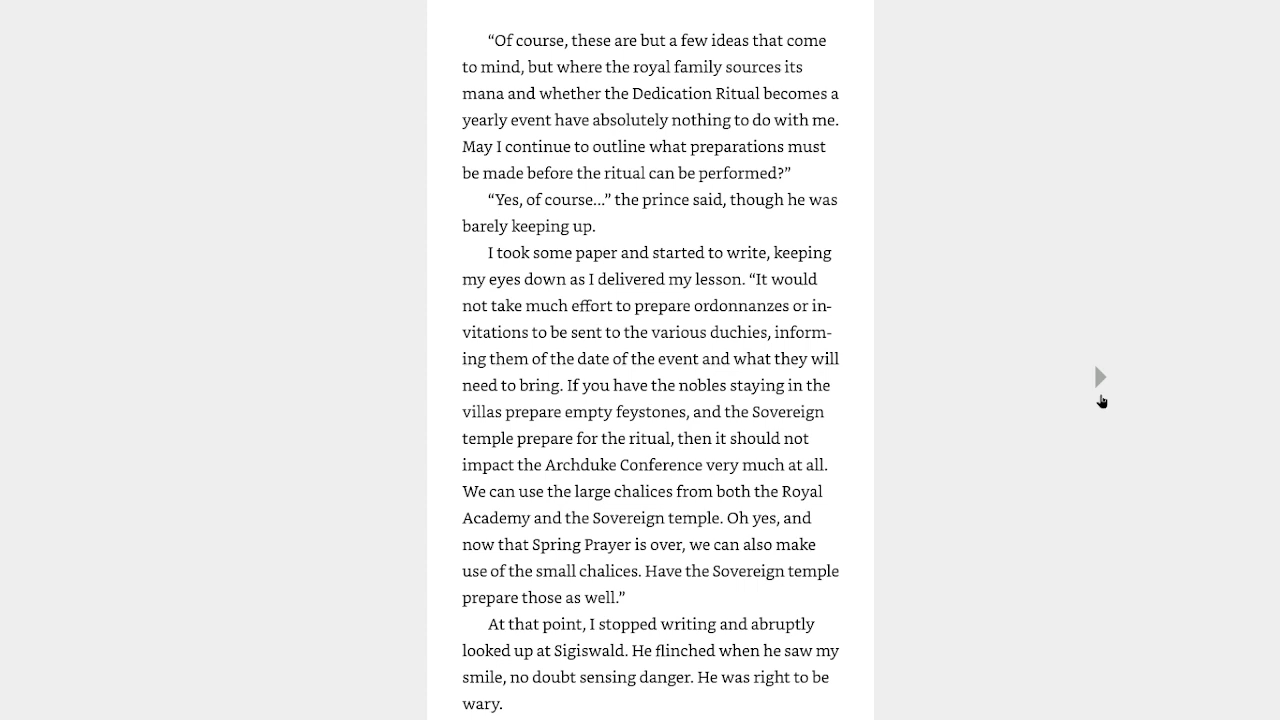 “Of course, these are but a few ideas that come
to mind, but where the royal family sources its
mana and whether the Dedication Ritual becomes a
yearly event have absolutely nothing to do with me.
May I continue to outline what preparations must
be made before the ritual can be performed?”
“Yes, of course...” the prince said, though he was
barely keeping up.
I took some paper and started to write, keeping
my eyes down as I delivered my lesson. “It would
not take much effort to prepare ordonnanzes or in-
vitations to be sent to the various duchies, inform-
ing them of the date of the event and what they will
need to bring. If you have the nobles staying in the
villas prepare empty feystones, and the Sovereign
temple prepare for the ritual, then it should not
impact the Archduke Conference very much at all.
We can use the large chalices from both the Royal
Academy and the Sovereign temple. Oh yes, and
now that Spring Prayer is over, we can also make
use of the small chalices. Have the Sovereign temple
prepare those as well.”
At that point, I stopped writing and abruptly
looked up at Sigiswald. He flinched when he saw my
smile, no doubt sensing danger. He was right to be
wary.